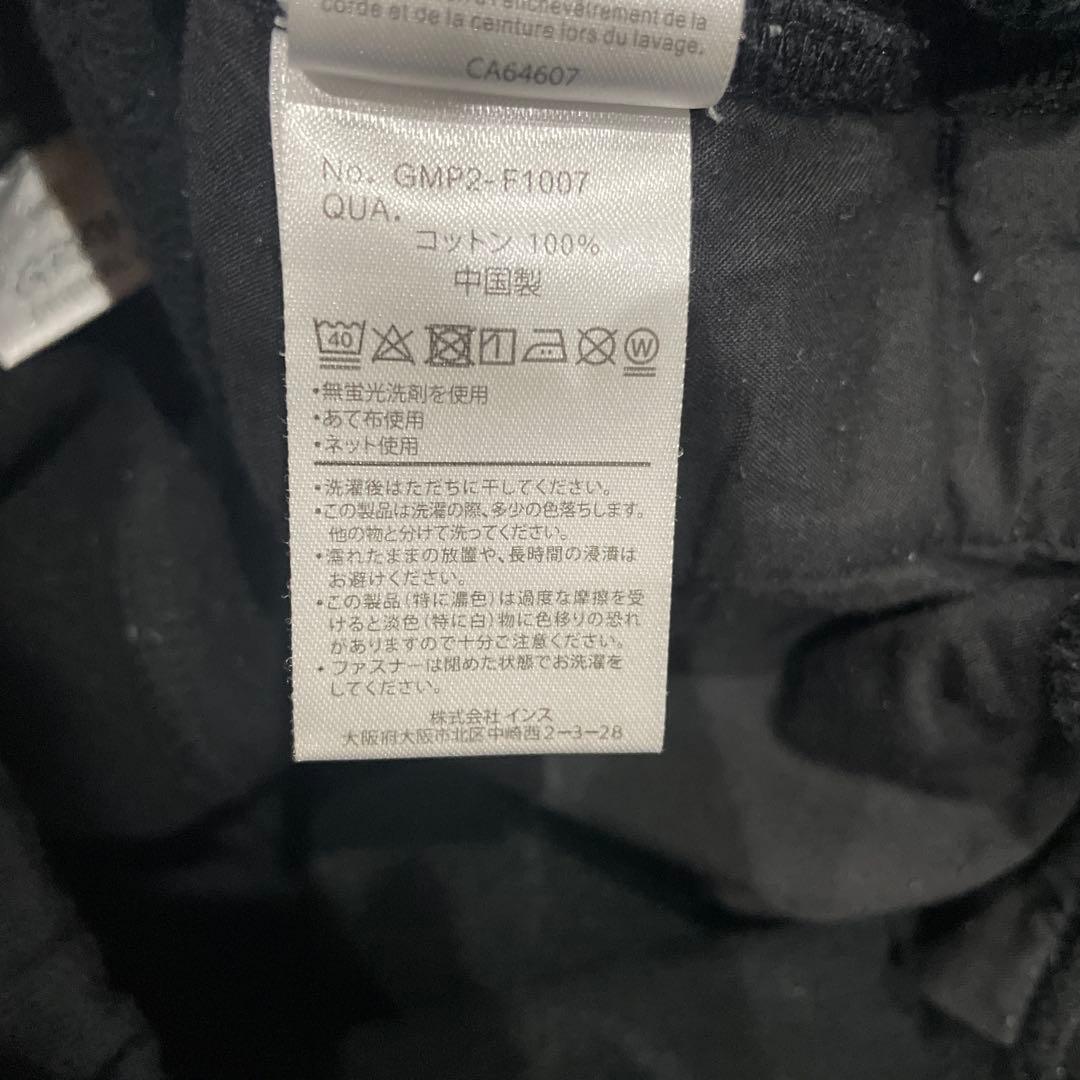 l'enchevêtrement de la
corde et de la ceinture lors du lavage.
CA64607
No. GMP2-F1007
QUA.
コットン 100%
中国製
40
W
・無蛍光洗剤を使用
・あて布使用
・ネット使用
・洗濯後はただちに干してください。
・この製品は洗濯の際、多少の色落ちします。
他の物と分けて洗ってください。
・濡れたままの放置や、長時間の浸漬は
お避けください。
・この製品(特に濃色)は過度な摩擦を受
けると淡色(特に白)物に色移りの恐れ
がありますので十分ご注意ください。
・ファスナーは閉めた状態でお洗濯を
してください。
株式会社 インス
大阪府大阪市北区中崎西2ー3ー28